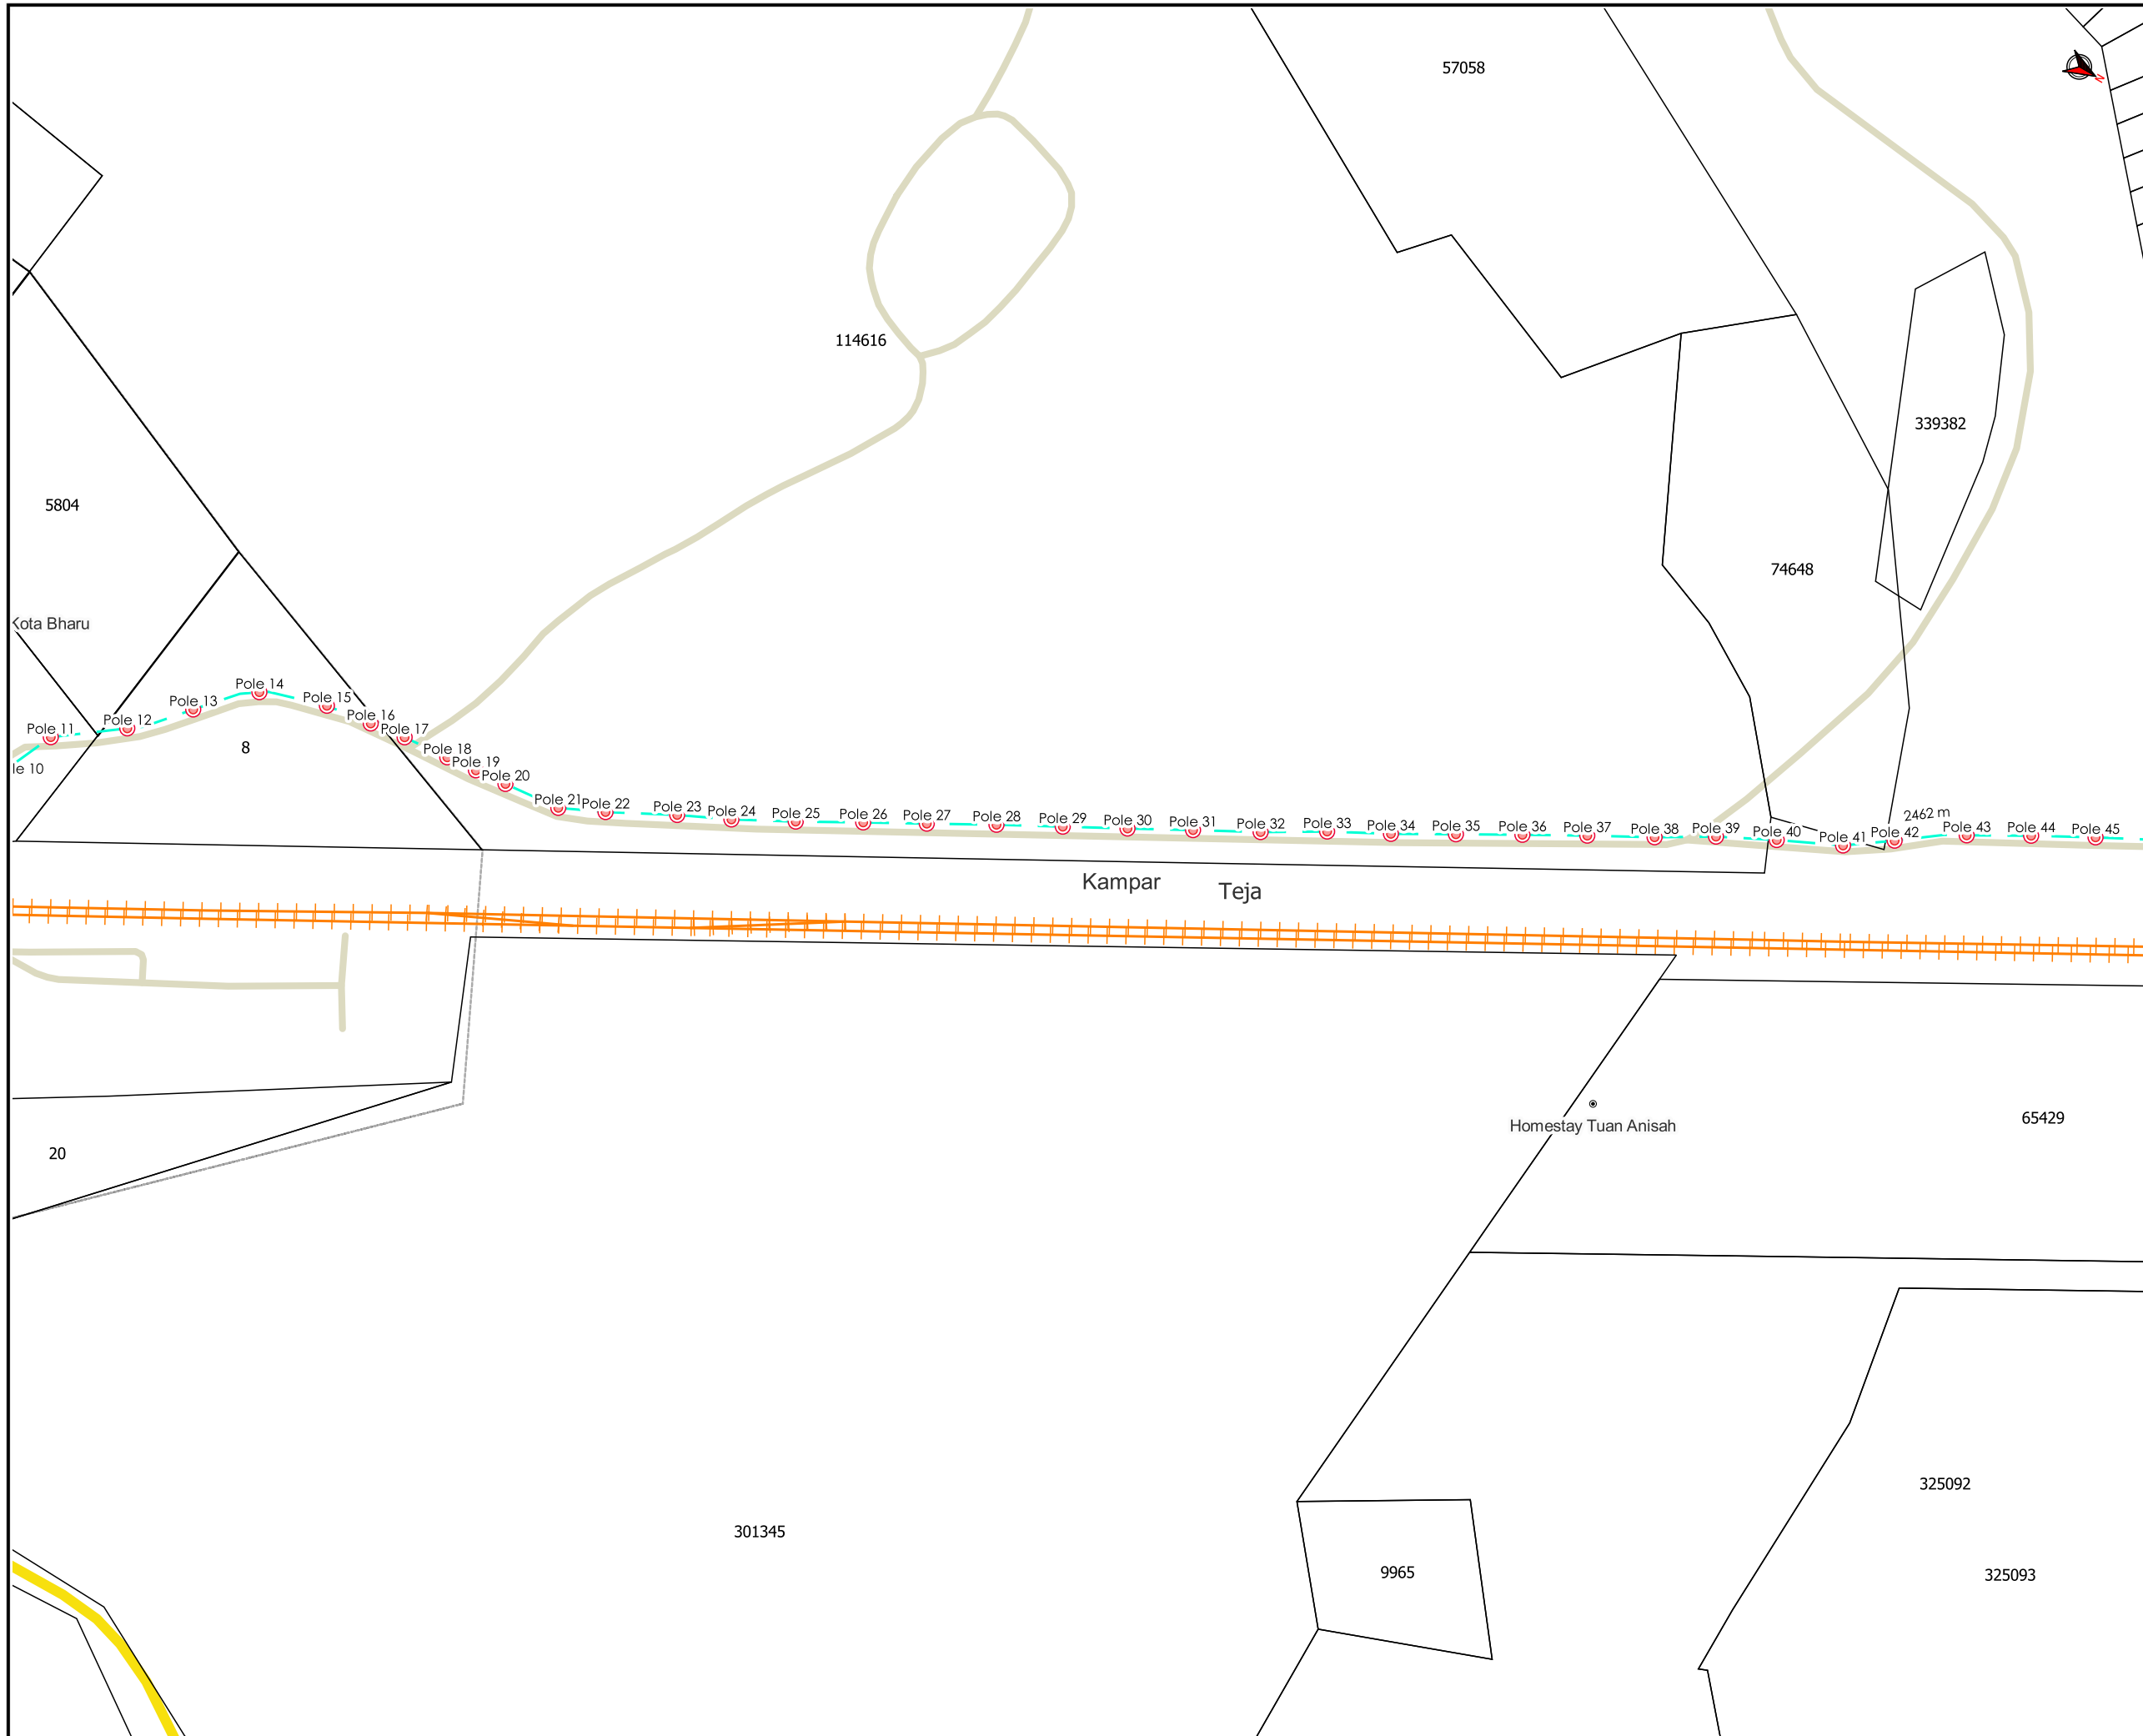 57058
N
114616
339382
5804
74648
Kota Bharu
Pole 14
Pole 13
Pole 15
Pole 16
Pole 12
Pole 11
Pole 17
8
Pole 18
Pole 19
le 10
Pole 20
Pole 21
Pole 22
Pole 23
Pole 24
Pole 25
Pole 26
Pole 27
Pole 28
Pole 29
Pole 30
Pole 31
Pole 32
Pole 33
Pole 34
Pole 35
Pole 36
Pole 37
Pole 38
Pole 39
Pole 40
Pole 41
Pole 42
2462 m
Pole 43
Pole 44
Pole 45
Kampar
Teja
65429
Homestay Tuan Anisah
20
325092
301345
9965
325093